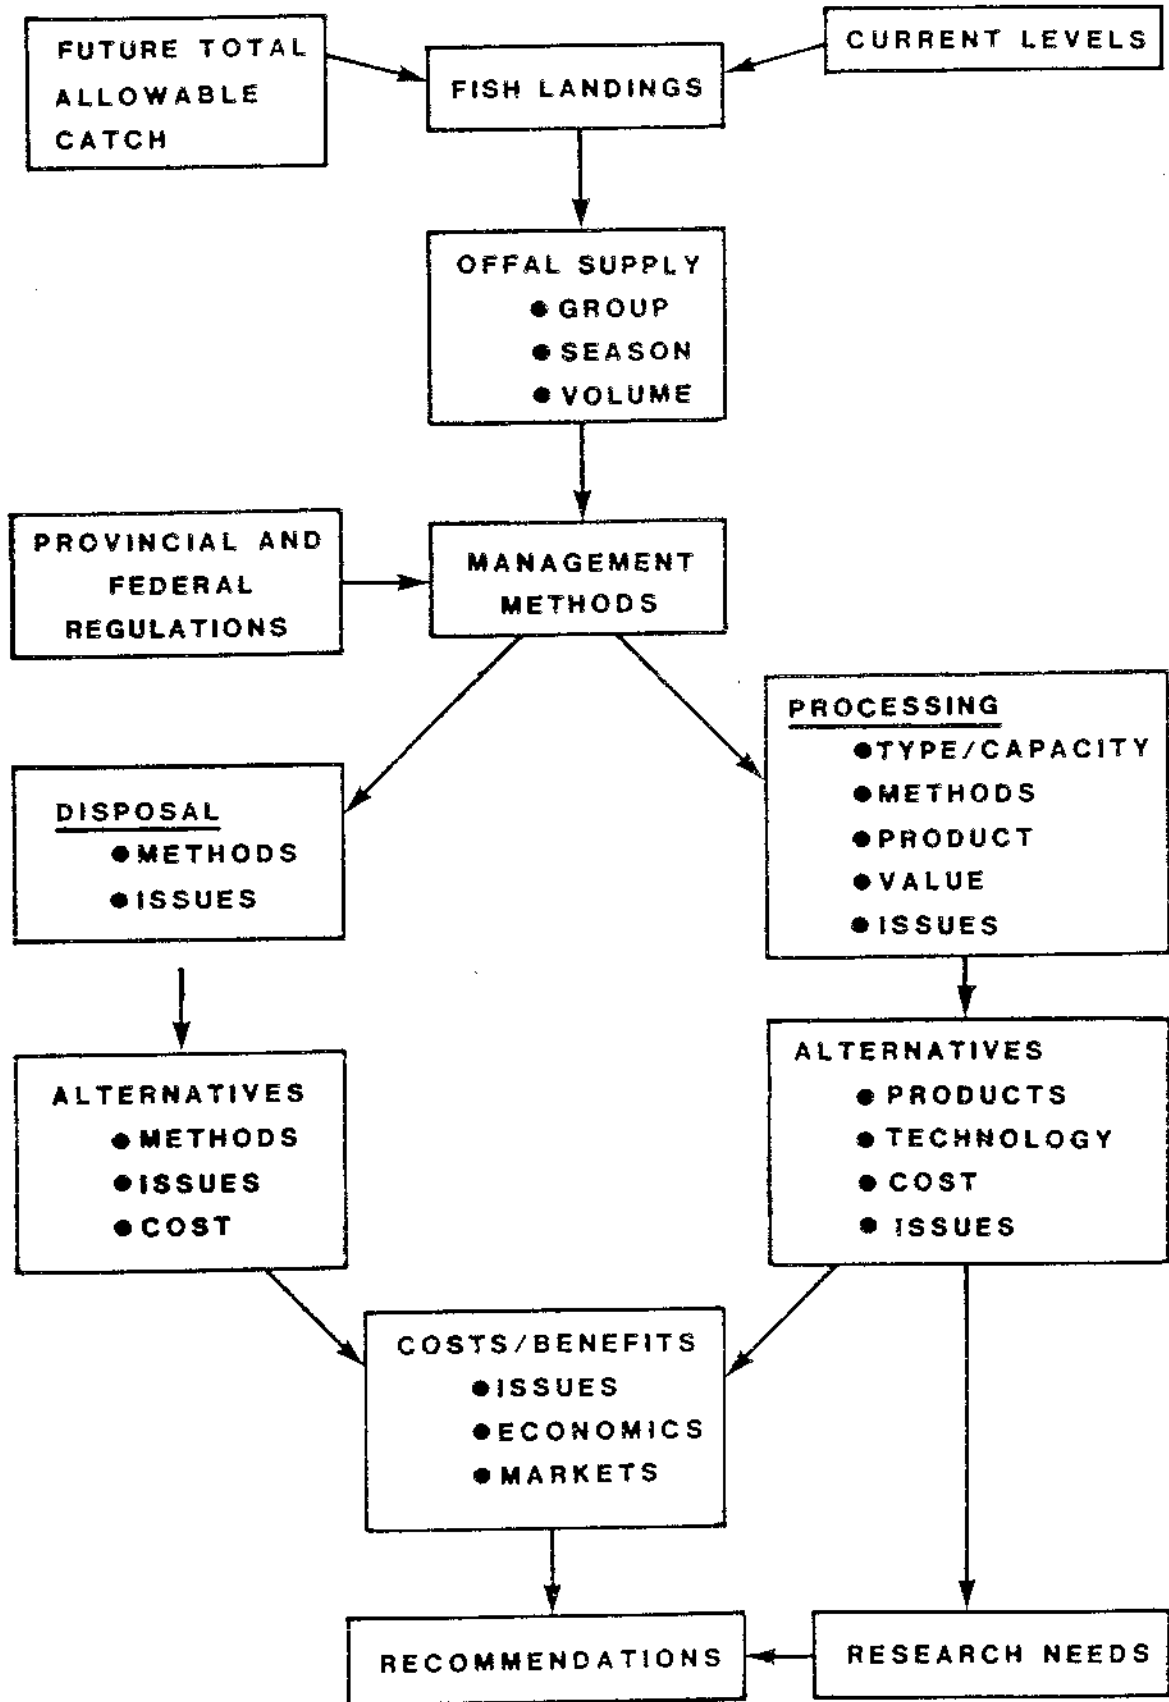 FUTURE TOTAL
ALLOWABLE
CATCH
FISH LANDINGS
CURRENT LEVELS
OFFAL SUPPLY
● GROUP
● SEASON
● VOLUME
PROVINCIAL AND
FEDERAL
REGULATIONS
MANAGEMENT
METHODS
DISPOSAL
● METHODS
● ISSUES
PROCESSING
● TYPE/CAPACITY
● METHODS
● PRODUCT
● VALUE
● ISSUES
ALTERNATIVES
● METHODS
● ISSUES
● COST
ALTERNATIVES
● PRODUCTS
● TECHNOLOGY
● COST
● ISSUES
COSTS/BENEFITS
● ISSUES
● ECONOMICS
● MARKETS
RECOMMENDATIONS
RESEARCH NEEDS